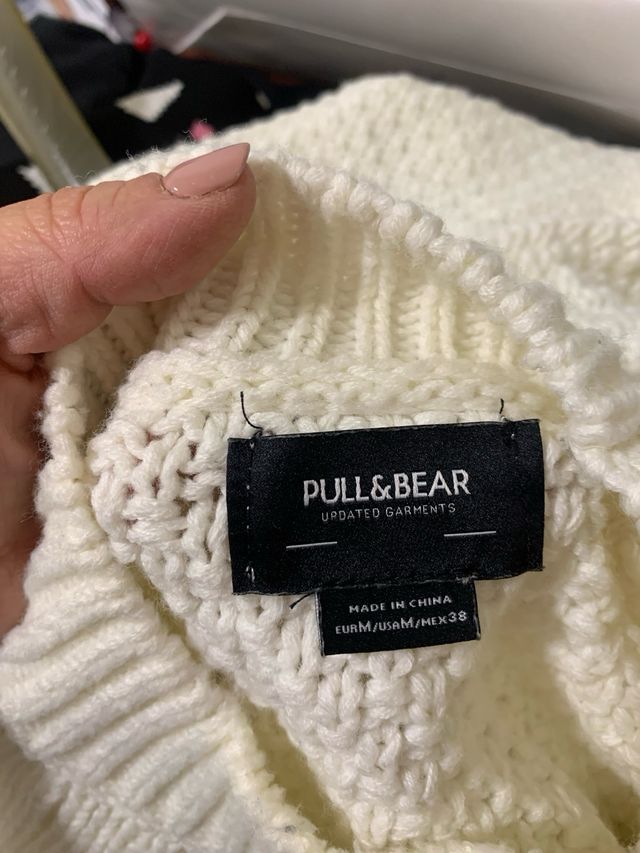 PULL&BEAR
UPDATED GARMENTS
MADE IN CHINA
EURM/USAM/MEX38